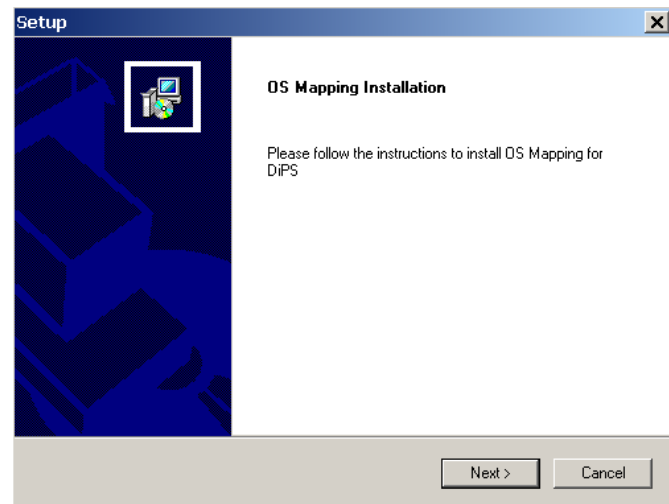 Setup
OS Mapping Installation
Please follow the instructions to install OS Mapping for
DiPS
Next >
Cancel